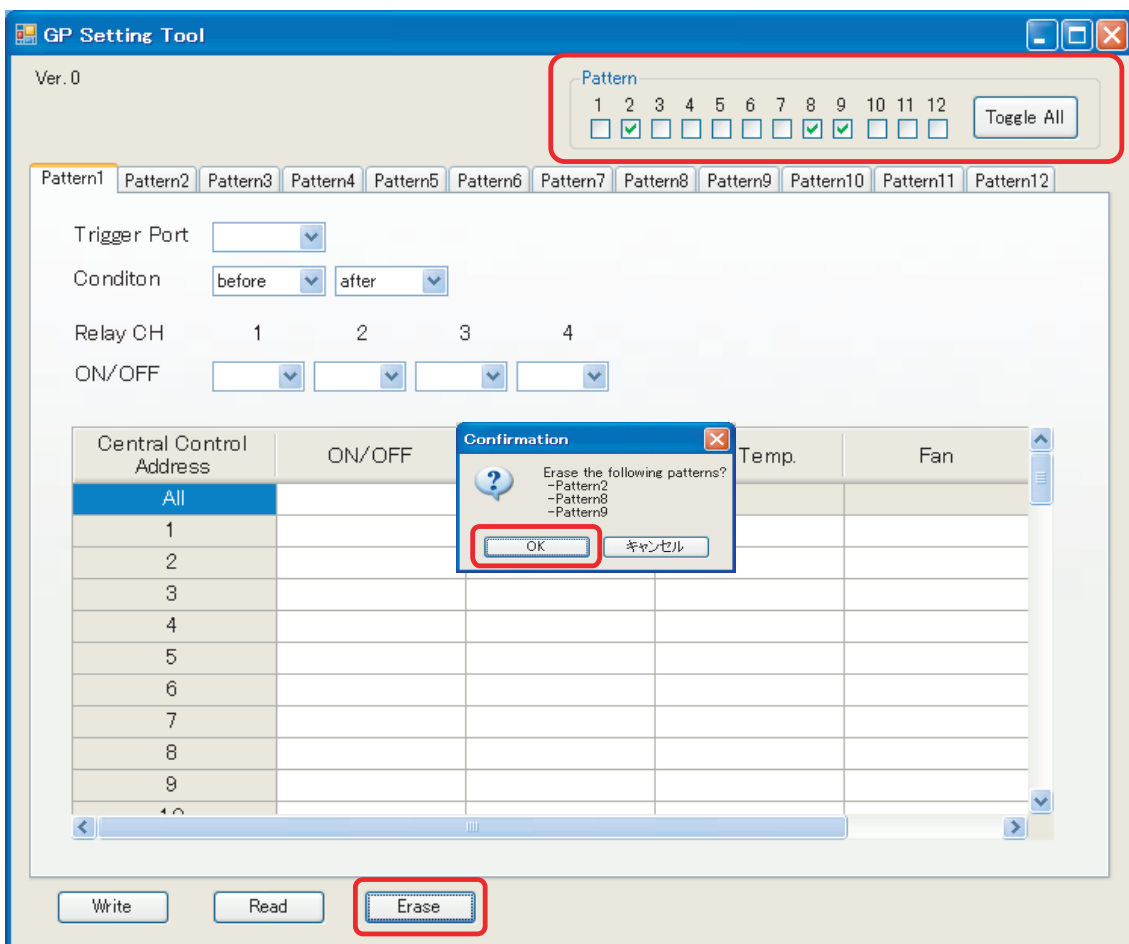 GP Setting Tool
Ver. 0
Pattern
1 2 3 4 5 6 7 8 9 10 11 12
Toggle All
Pattern1 Pattern2 Pattern3 Pattern4 Pattern5 Pattern6 Pattern7 Pattern8 Pattern9 Pattern10 Pattern11 Pattern12
Trigger Port
Conditon before after
Relay CH 1 2 3 4
ON/OFF
Central Control
Address
ON/OFF
Temp.
Fan
All
1
2
3
4
5
6
7
8
9
10
Confirmation
Erase the following patterns?
-Pattern2
-Pattern8
-Pattern9
OK キャンセル
Write Read Erase